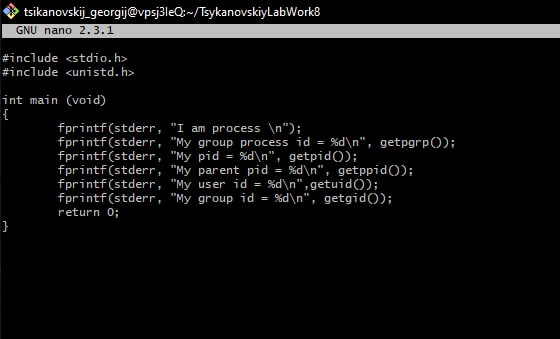 tsikanovskij_georgij@vpsj3leQ:~/TsykanovskiyLabWork8
GNU nano 2.3.1
#include <stdio.h>
#include <unistd.h>
int main (void)
{
fprintf(stderr, "I am process \n");
fprintf(stderr, "My group process id = %d\n", getpgrp());
fprintf(stderr, "My pid = %d\n", getpid());
fprintf(stderr, "My parent pid = %d\n", getppid());
fprintf(stderr, "My user id = %d\n",getuid());
fprintf(stderr, "My group id = %d\n", getgid());
return 0;
}